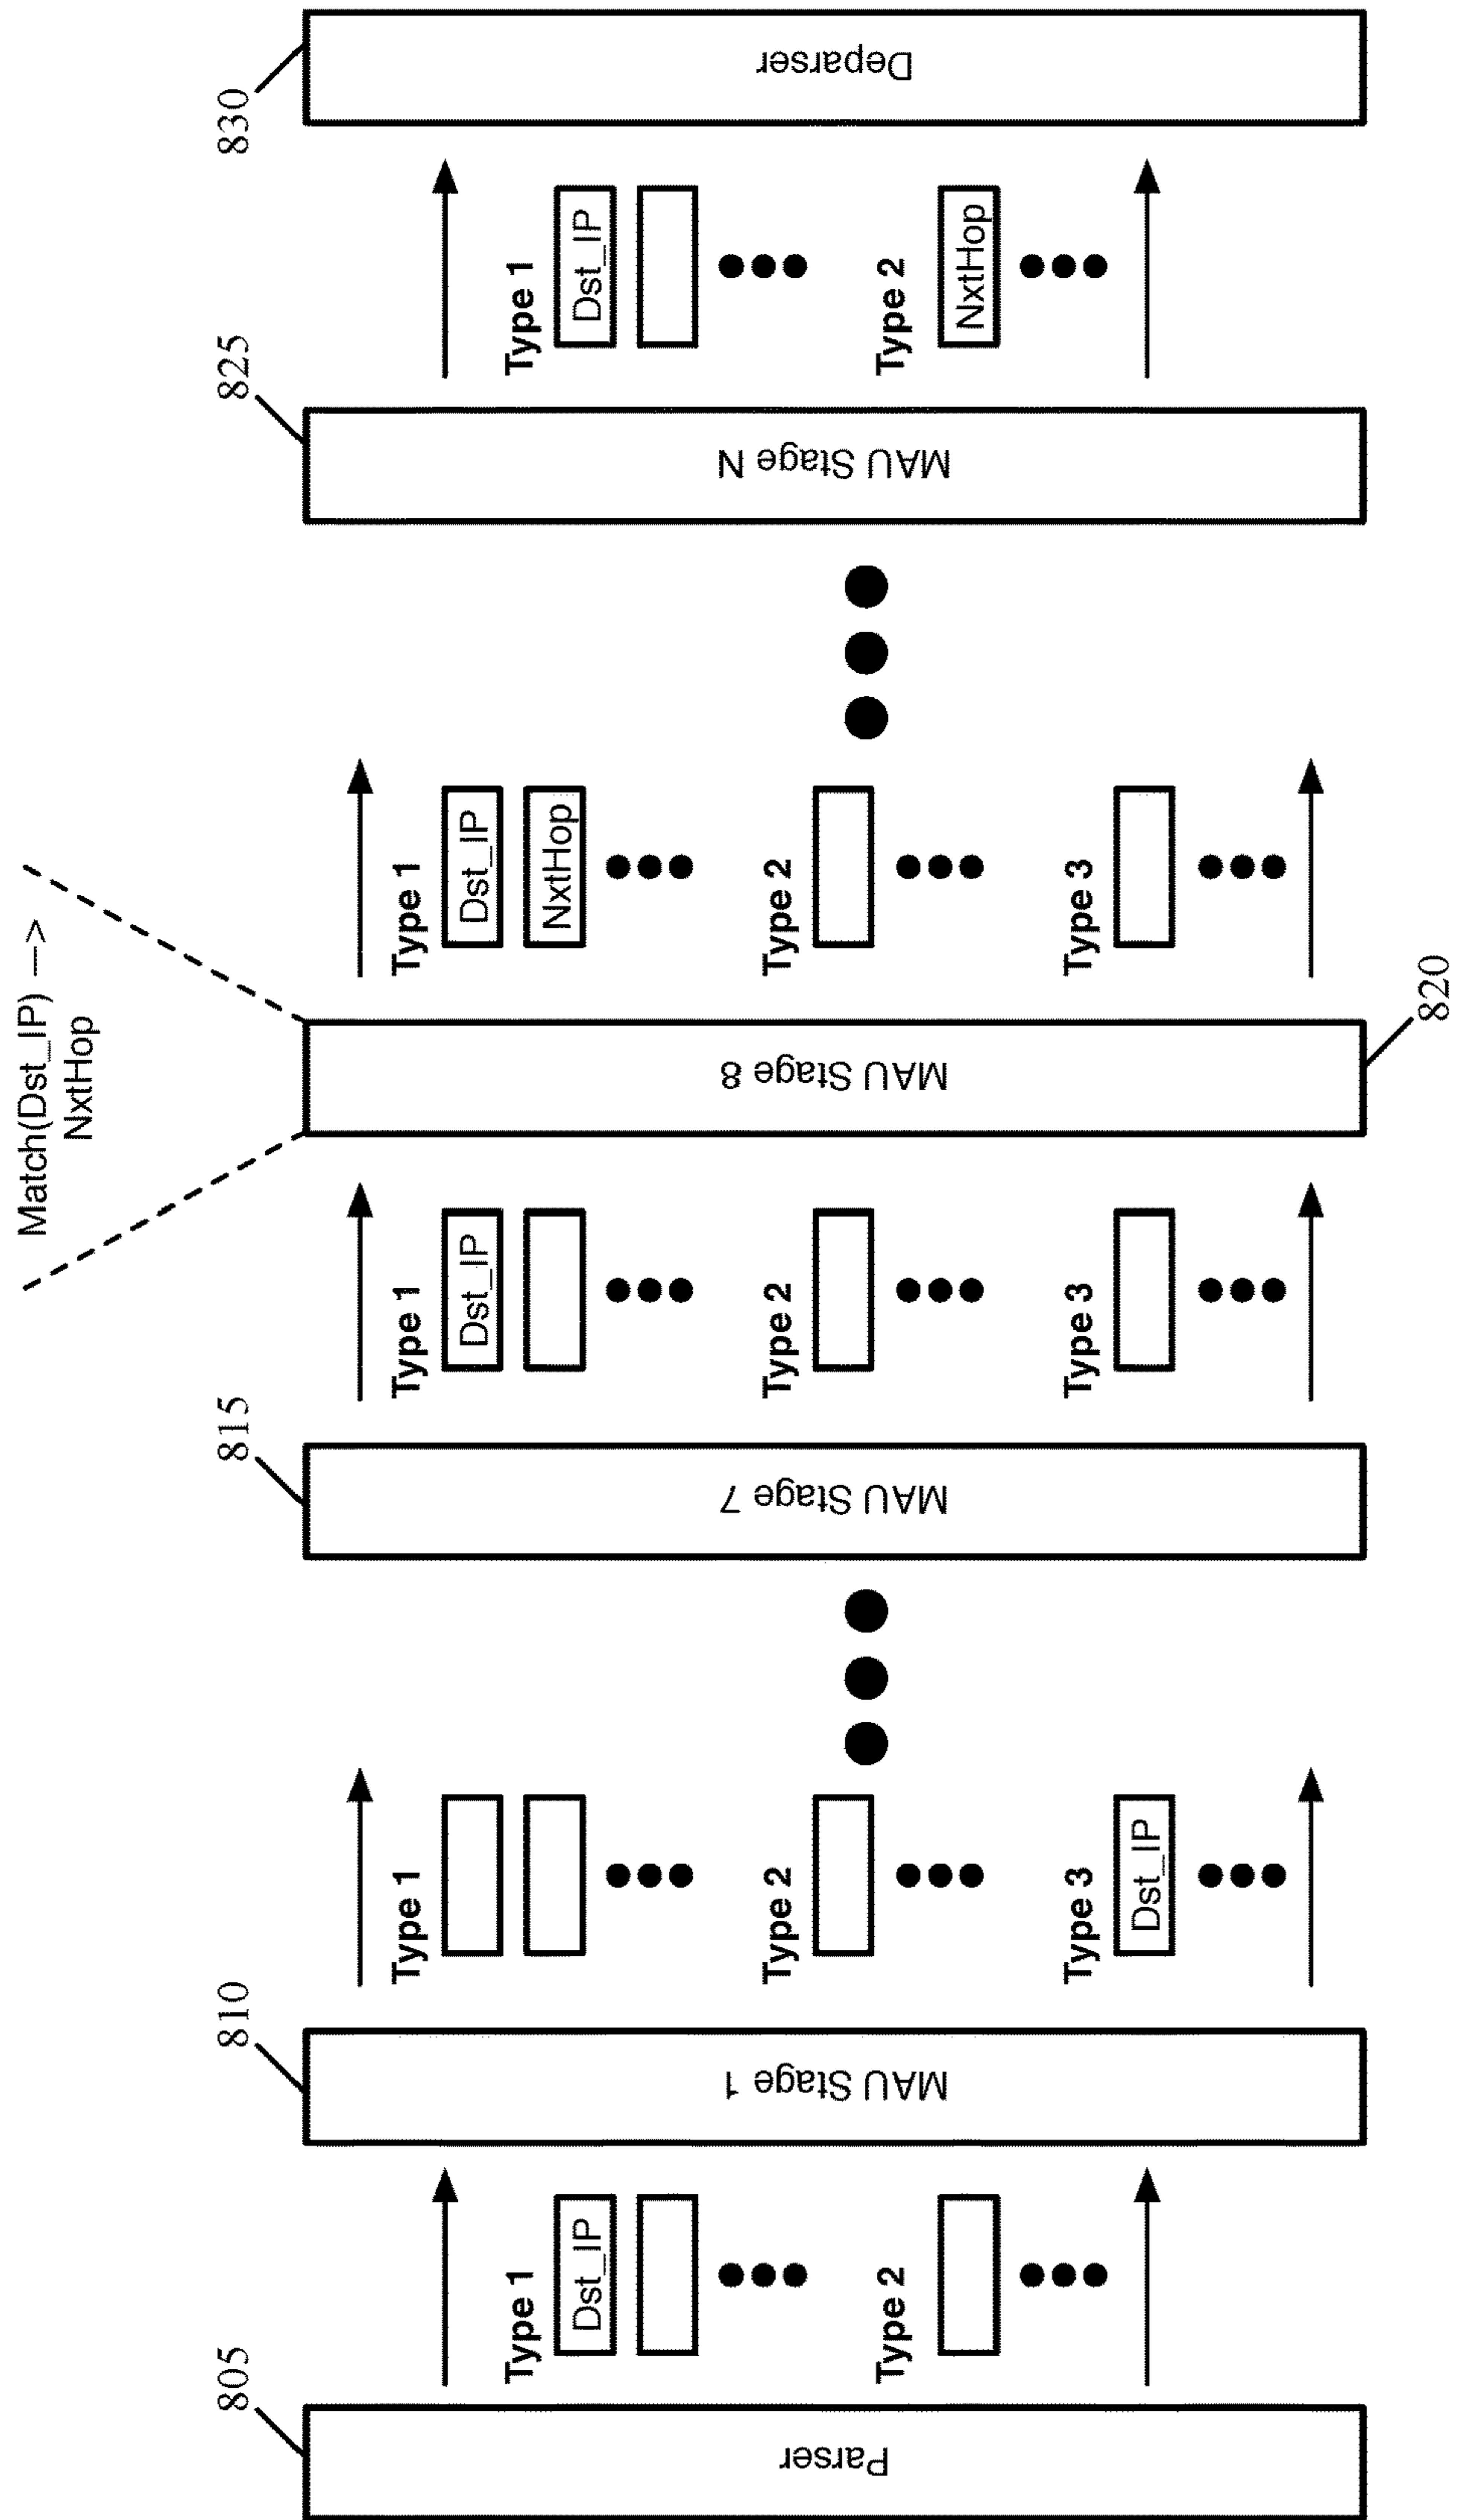 Match(Dst_IP) —>
NxtHop
805
Parser
Type 1
Dst_IP
Type 2
810
MAU Stage 1
Type 1
Type 2
Type 3
Dst_IP
815
MAU Stage 7
Type 1
Dst_IP
Type 2
Type 3
820
MAU Stage 8
Type 1
Dst_IP
NxtHop
Type 2
Type 3
825
MAU Stage N
Type 1
Dst_IP
Type 2
NxtHop
830
Deparser